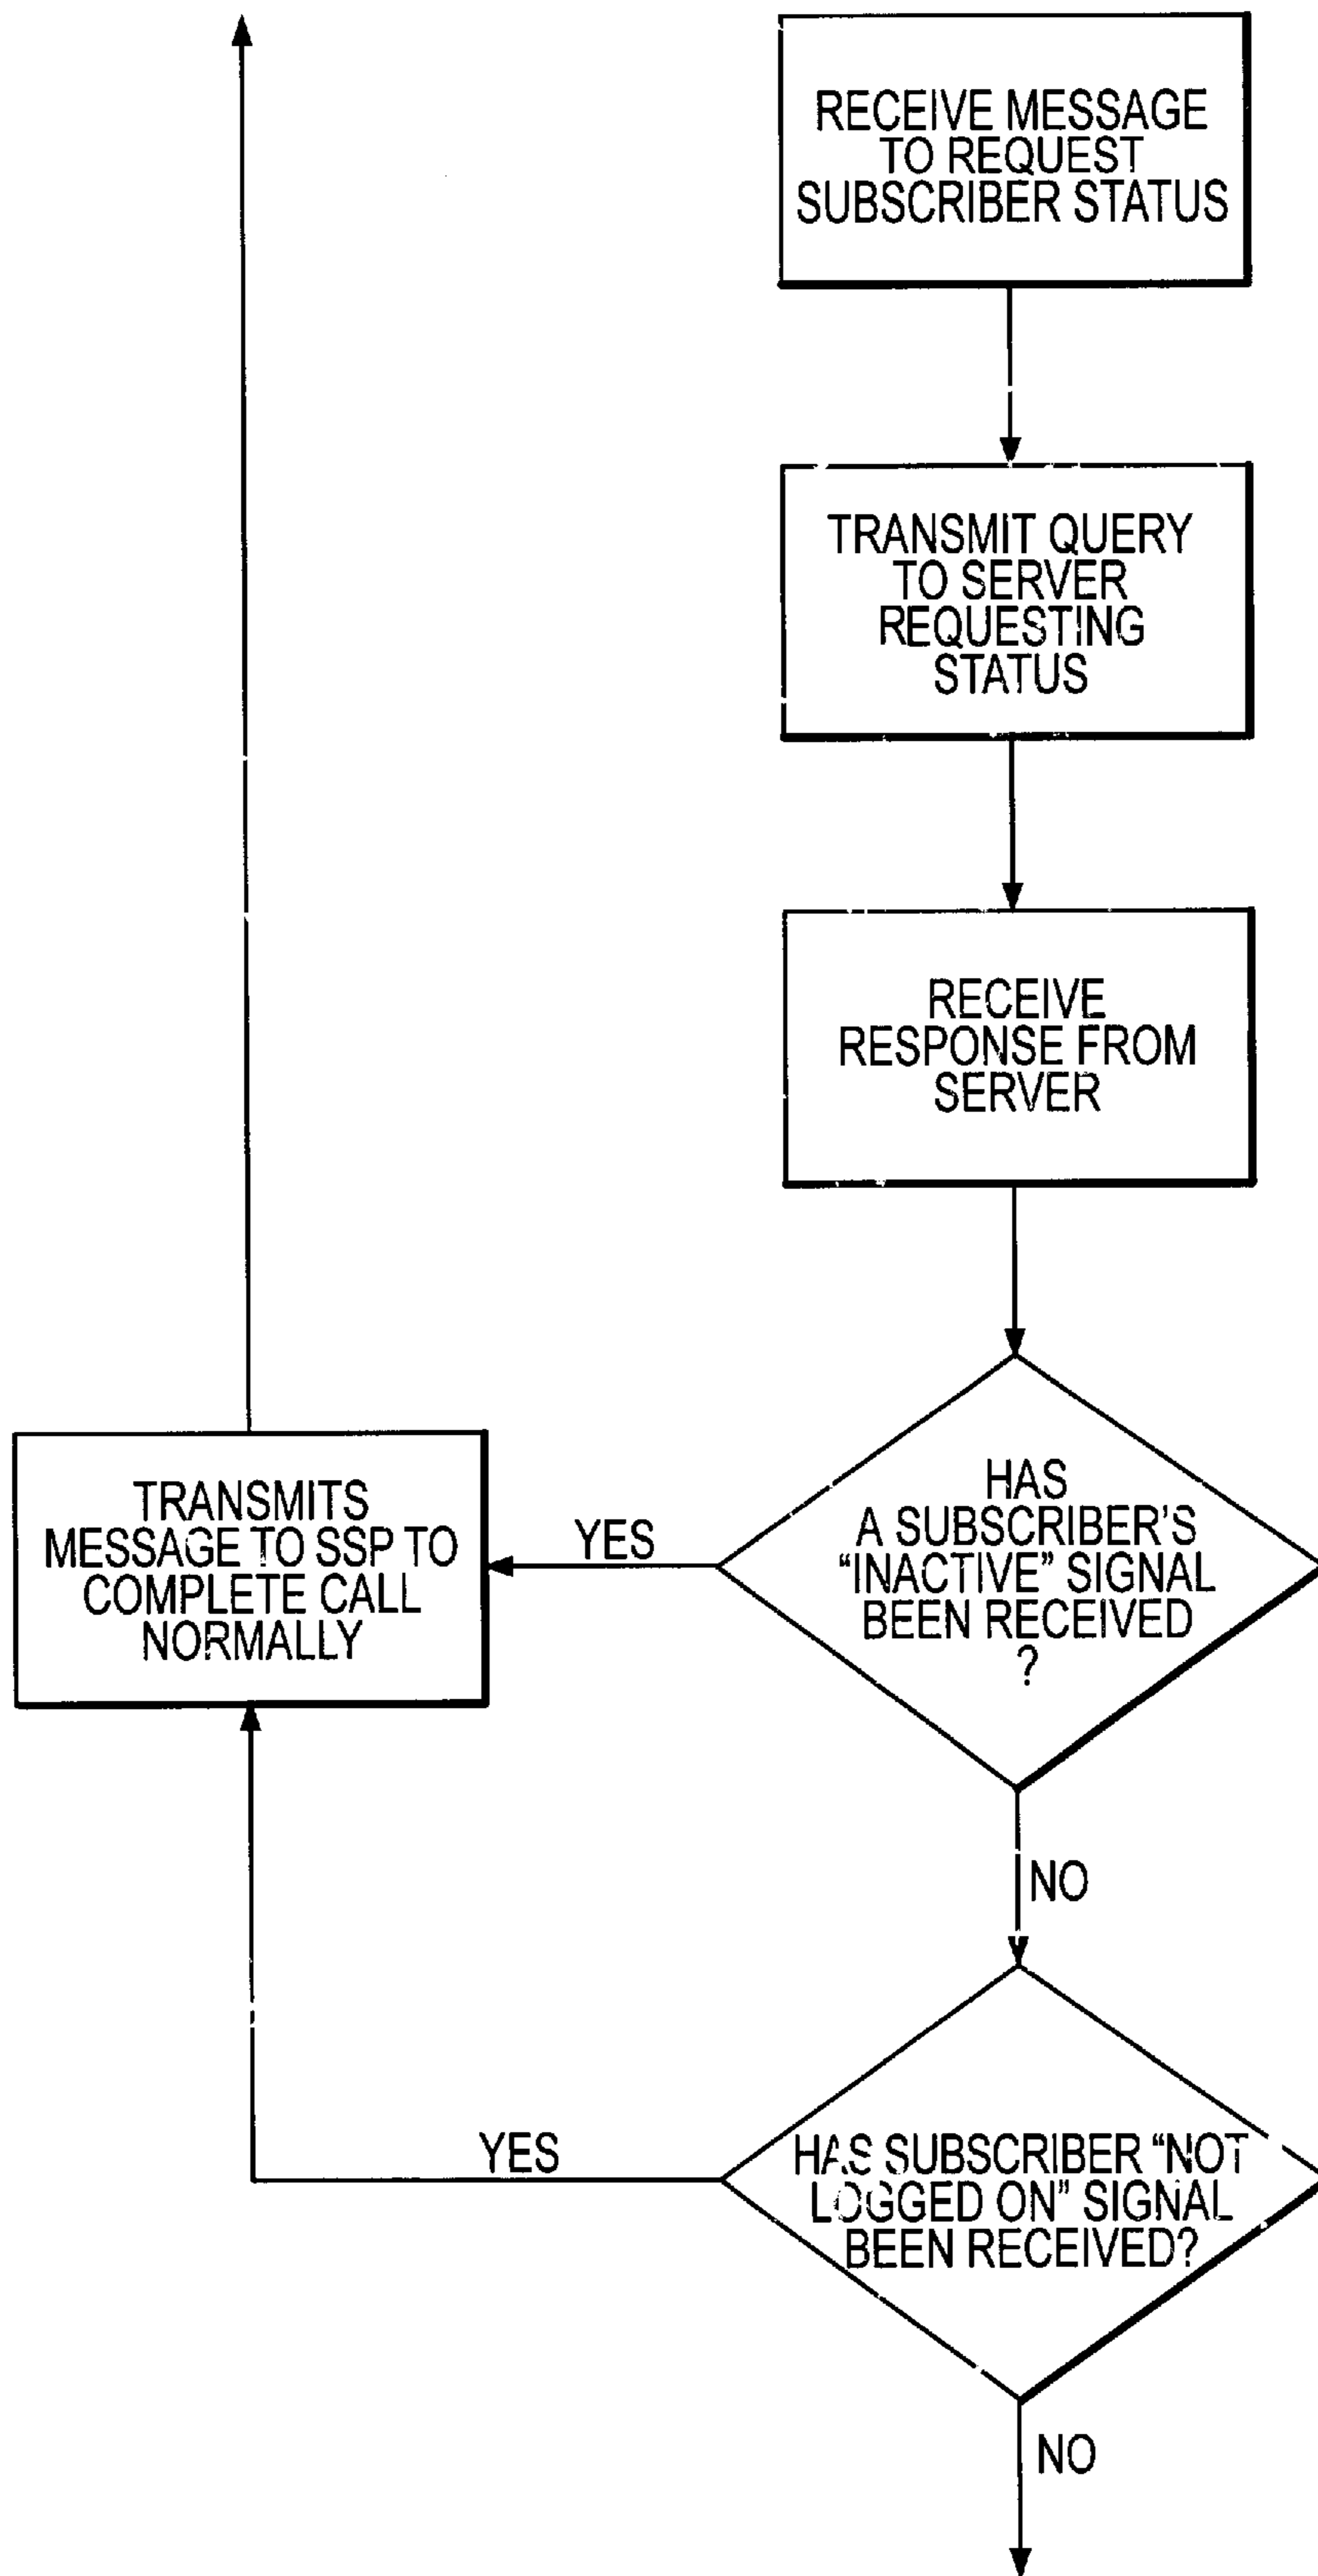 RECEIVE MESSAGE
TO REQUEST
SUBSCRIBER STATUS
TRANSMIT QUERY
TO SERVER
REQUESTING
STATUS
RECEIVE
RESPONSE FROM
SERVER
HAS
A SUBSCRIBER'S
“INACTIVE” SIGNAL
BEEN RECEIVED
?
YES
TRANSMITS
MESSAGE TO SSP TO
COMPLETE CALL
NORMALLY
NO
HAS SUBSCRIBER “NOT
LOGGED ON” SIGNAL
BEEN RECEIVED?
YES
NO